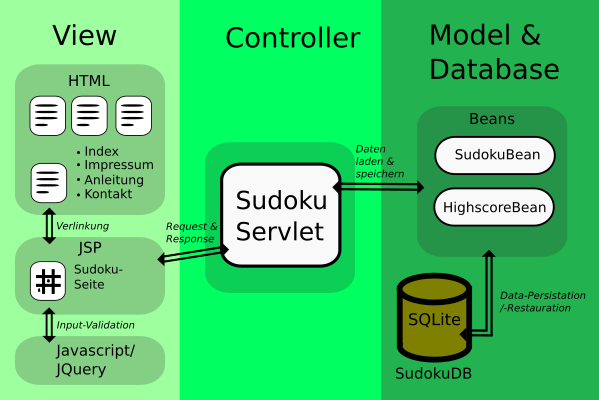 View
Controller
Model &
Database
HTML
• Index
• Impressum
• Anleitung
• Kontakt
Verlinkung
JSP
Sudoku-
Seite
Input-Validation
Javascript/
JQuery
Request &
Response
Sudoku
Servlet
Daten
laden &
speichern
Beans
SudokuBean
HighscoreBean
Data-Persistation
/-Restauration
SQLite
SudokuDB